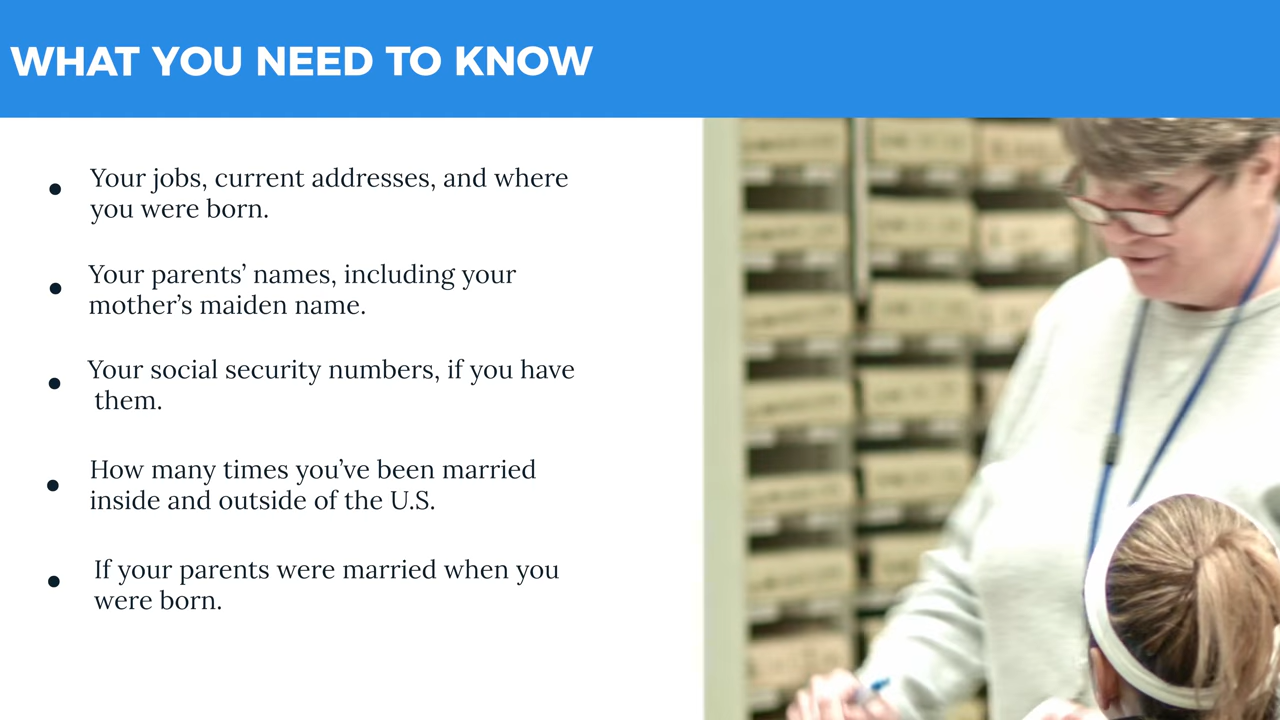 WHAT YOU NEED TO KNOW
• Your jobs, current addresses, and where
you were born.
• Your parents’ names, including your
mother’s maiden name.
• Your social security numbers, if you have
them.
• How many times you’ve been married
inside and outside of the U.S.
• If your parents were married when you
were born.